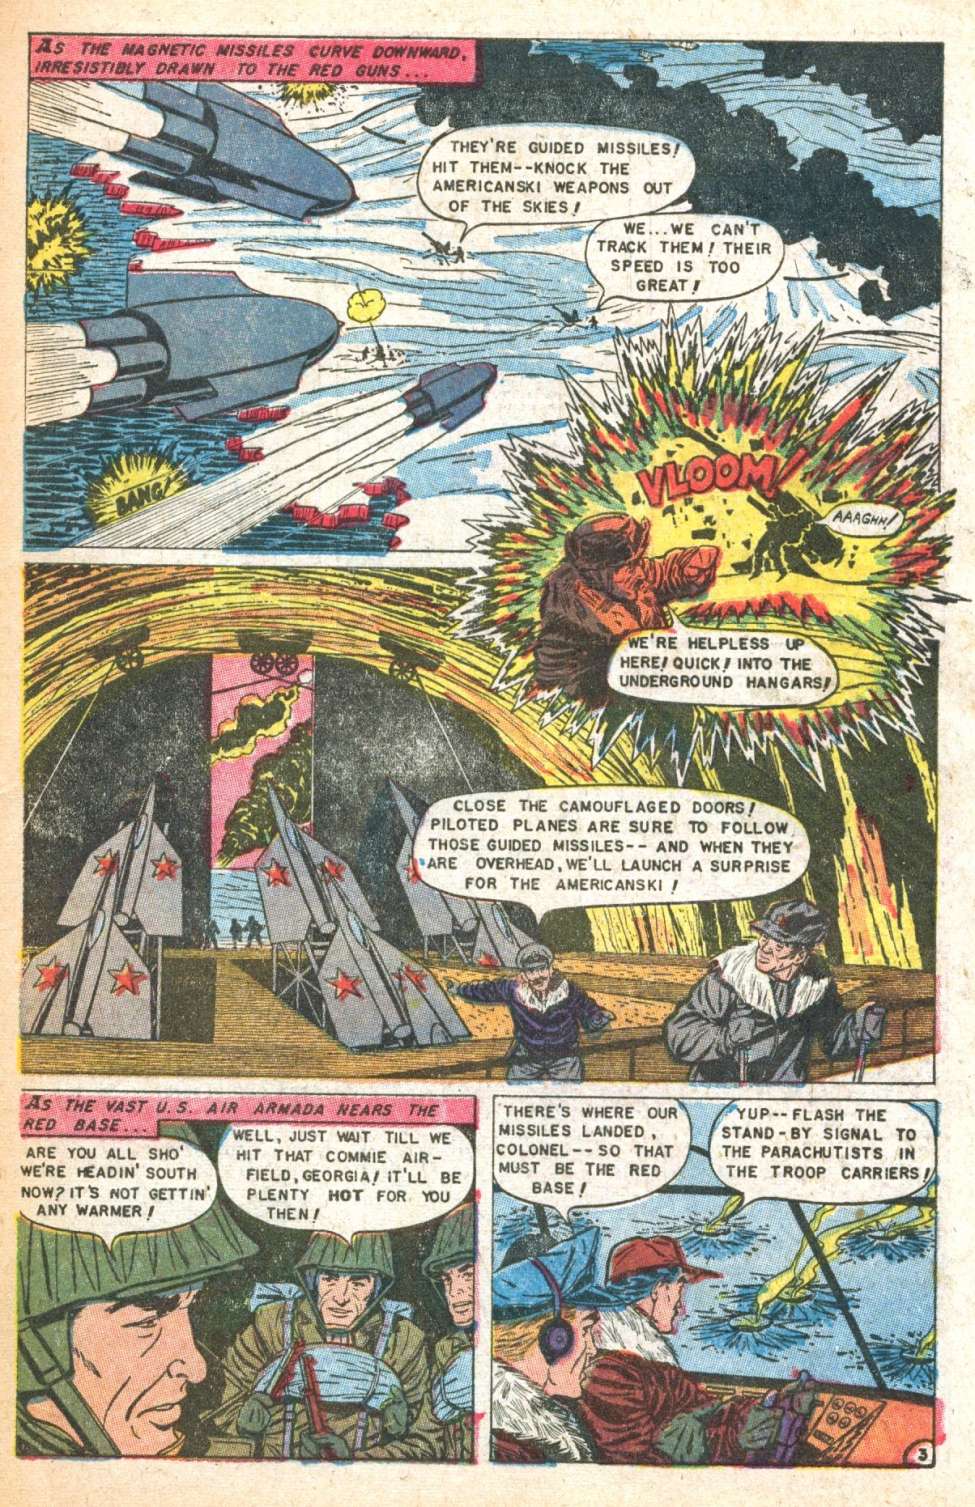 AS THE MAGNETIC MISSILES CURVE DOWNWARD,
IRRESISTIBLY DRAWN TO THE RED GUNS...
THEY'RE GUIDED MISSILES!
HIT THEM--KNOCK THE
AMERICANSKI WEAPONS OUT
OF THE SKIES!
WE...WE CAN'T
TRACK THEM! THEIR
SPEED IS TOO
GREAT!
BANG!
VLOOM!
AAAGHH!
WE'RE HELPLESS UP
HERE! QUICK! INTO THE
UNDERGROUND HANGARS!
CLOSE THE CAMOUFLAGED DOORS!
PILOTED PLANES ARE SURE TO FOLLOW
THOSE GUIDED MISSILES-- AND WHEN THEY
ARE OVERHEAD, WE'LL LAUNCH A SURPRISE
FOR THE AMERICANSKI!
AS THE VAST U.S. AIR ARMADA NEARS THE
RED BASE...
ARE YOU ALL SHO'
WE'RE HEADIN' SOUTH
NOW? IT'S NOT GETTIN'
ANY WARMER!
WELL, JUST WAIT TILL WE
HIT THAT COMMIE AIR-
FIELD, GEORGIA! IT'LL BE
PLENTY HOT FOR YOU
THEN!
THERE'S WHERE OUR
MISSILES LANDED,
COLONEL-- SO THAT
MUST BE THE RED
BASE!
YUP-- FLASH THE
STAND-BY SIGNAL TO
THE PARACHUTISTS IN
THE TROOP CARRIERS!
3